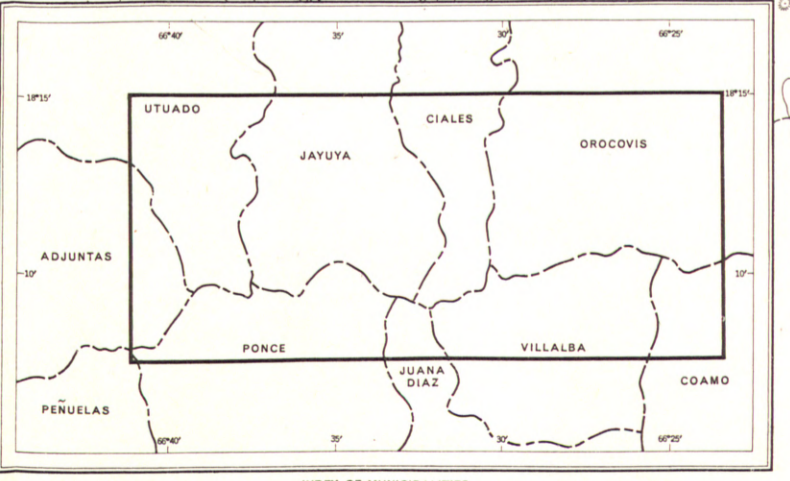 66°40' 35' 30' 66°25'
18°15' 18°15'
UTUADO
CIALES
OROCOVIS
JAYUYA
ADJUNTAS
10' 10'
PONCE
VILLALBA
JUANA
DIAZ
COAMO
PEÑUELAS
66°40' 35' 30' 66°25'